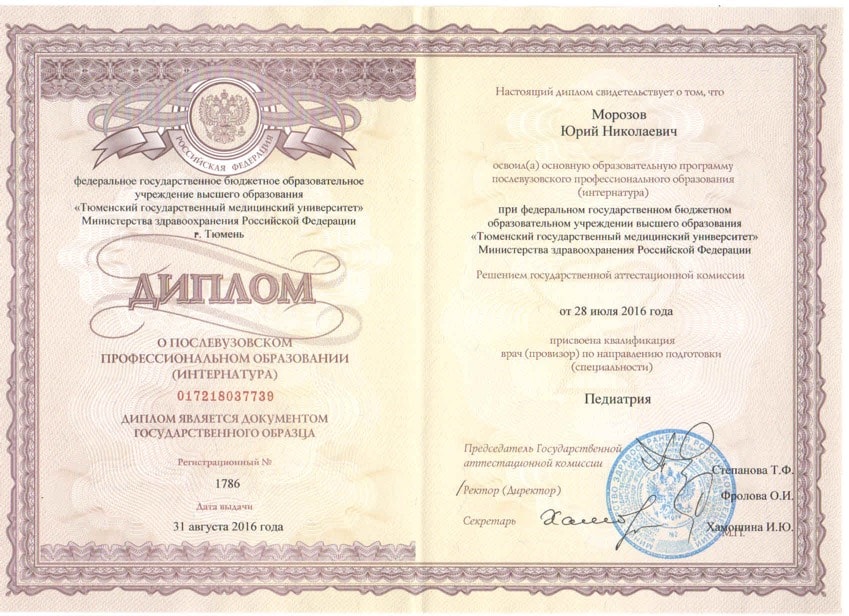 РОССИЙСКАЯ ФЕДЕРАЦИЯ
федеральное государственное бюджетное образовательное
учреждение высшего образования
«Тюменский государственный медицинский университет»
Министерства здравоохранения Российской Федерации
г. Тюмень
ДИПЛОМ
О ПОСЛЕВУЗОВСКОМ
ПРОФЕССИОНАЛЬНОМ ОБРАЗОВАНИИ
(ИНТЕРНАТУРА)
017218037739
ДИПЛОМ ЯВЛЯЕТСЯ ДОКУМЕНТОМ
ГОСУДАРСТВЕННОГО ОБРАЗЦА
Регистрационный №
1786
Дата выдачи
31 августа 2016 года
Настоящий диплом свидетельствует о том, что
Морозов
Юрий Николаевич
освоил(а) основную образовательную программу
послевузовского профессионального образования
(интернатура)
при федеральном государственном бюджетном
образовательном учреждении высшего образования
«Тюменский государственный медицинский университет»
Министерства здравоохранения Российской Федерации
Решением государственной аттестационной комиссии
от 28 июля 2016 года
присвоена квалификация
врач (провизор) по направлению подготовки
(специальности)
Педиатрия
Председатель Государственной
аттестационной комиссии
Степанова Т.Ф.
Ректор (Директор)
Фролова О.И.
Секретарь
Хамошина И.Ю.
М.П.